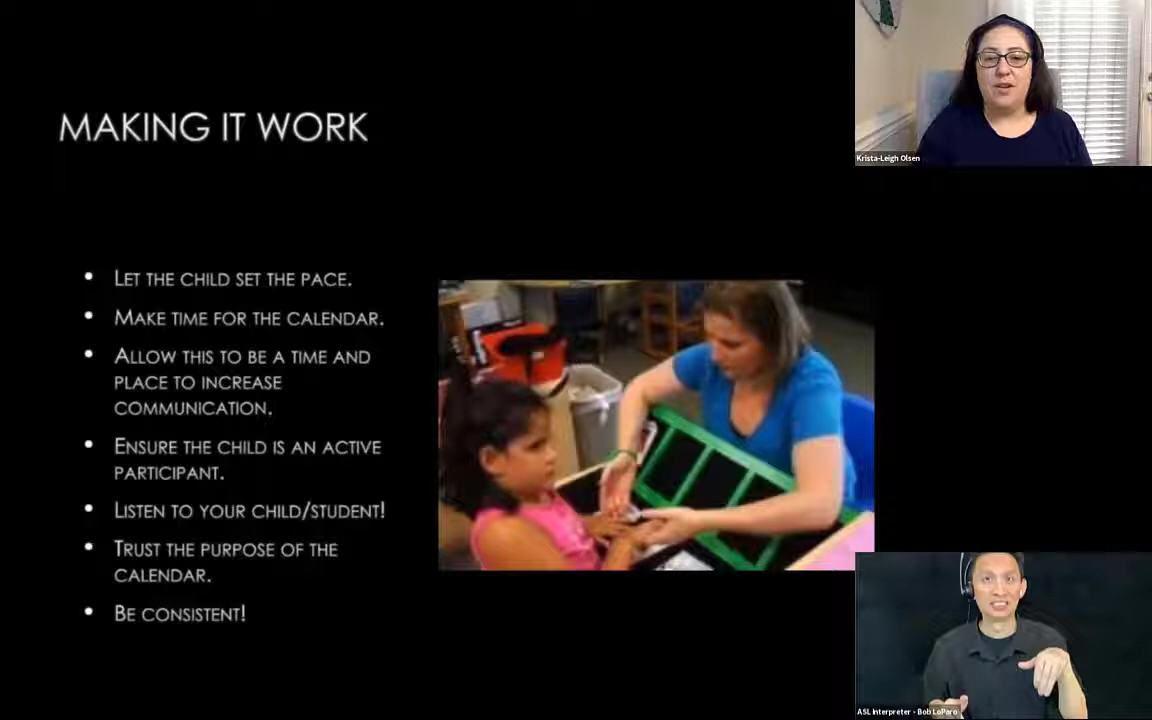 MAKING IT WORK
• LET THE CHILD SET THE PACE.
• MAKE TIME FOR THE CALENDAR.
• ALLOW THIS TO BE A TIME AND
PLACE TO INCREASE
COMMUNICATION.
• ENSURE THE CHILD IS AN ACTIVE
PARTICIPANT.
• LISTEN TO YOUR CHILD/STUDENT!
• TRUST THE PURPOSE OF THE
CALENDAR.
• BE CONSISTENT!
Krista-Leigh Olsen
ASL Interpreter - Bob LoParo